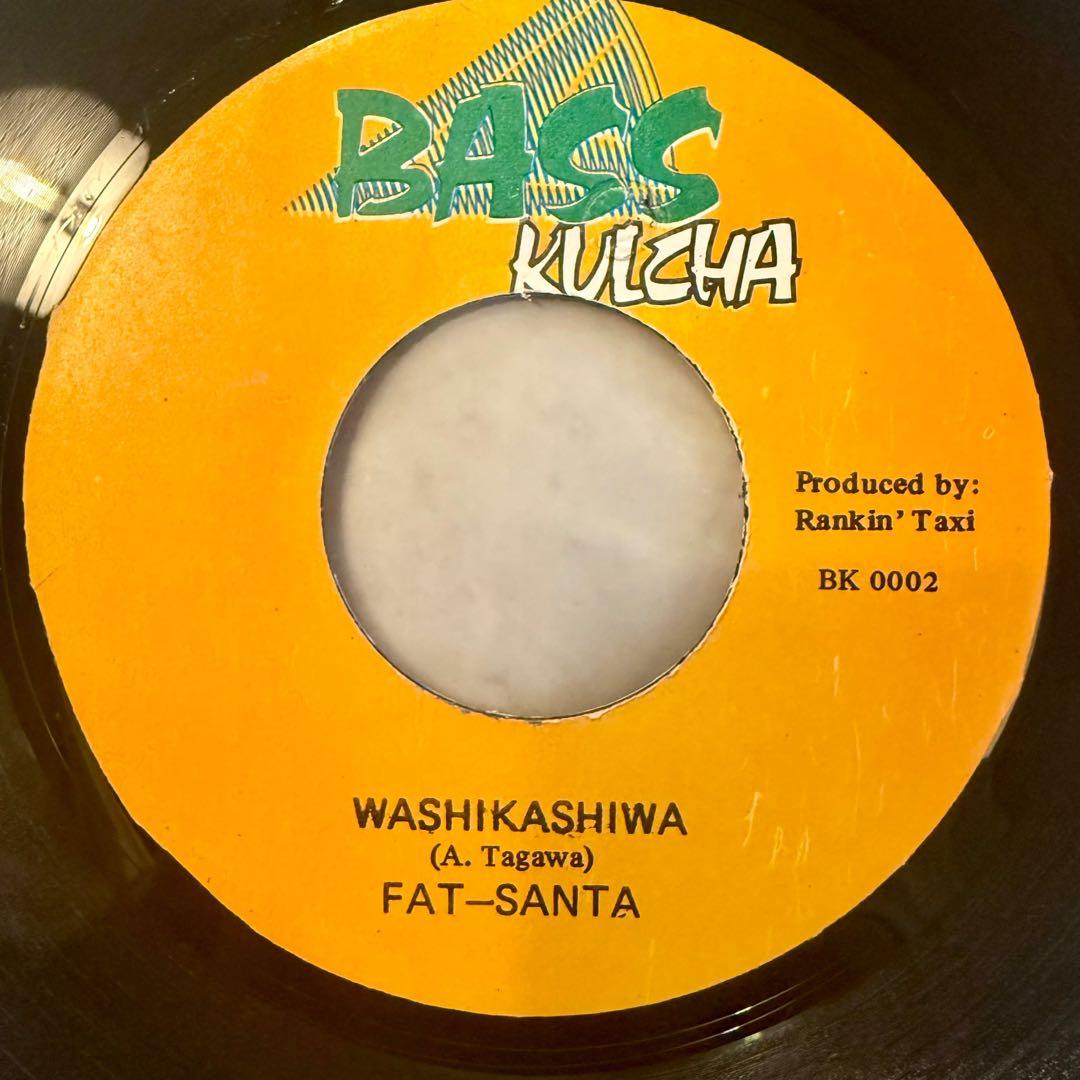 BASS
KULCHA
Produced by:
Rankin' Taxi
BK 0002
WASHIKASHIWA
(A. Tagawa)
FAT-SANTA